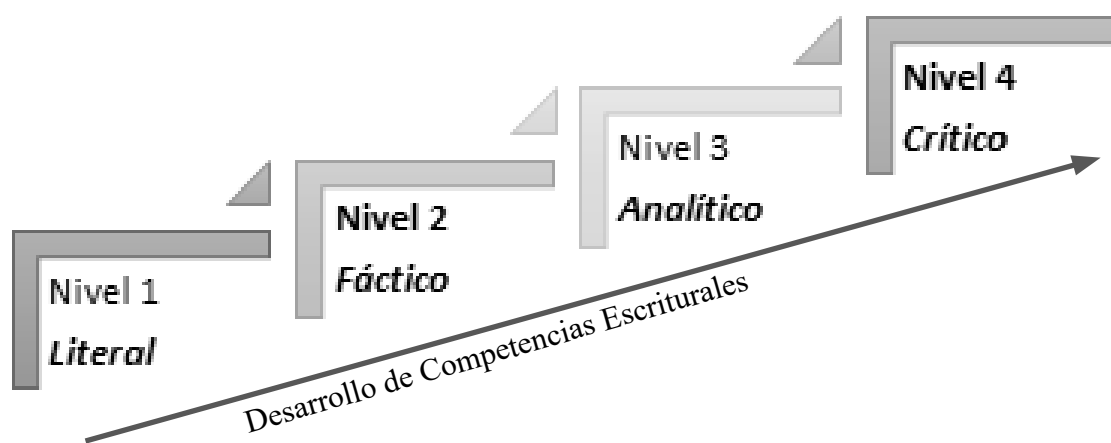 Nivel 1
Literal
Nivel 2
Fáctico
Nivel 3
Analítico
Nivel 4
Crítico
Desarrollo de Competencias Escriturales